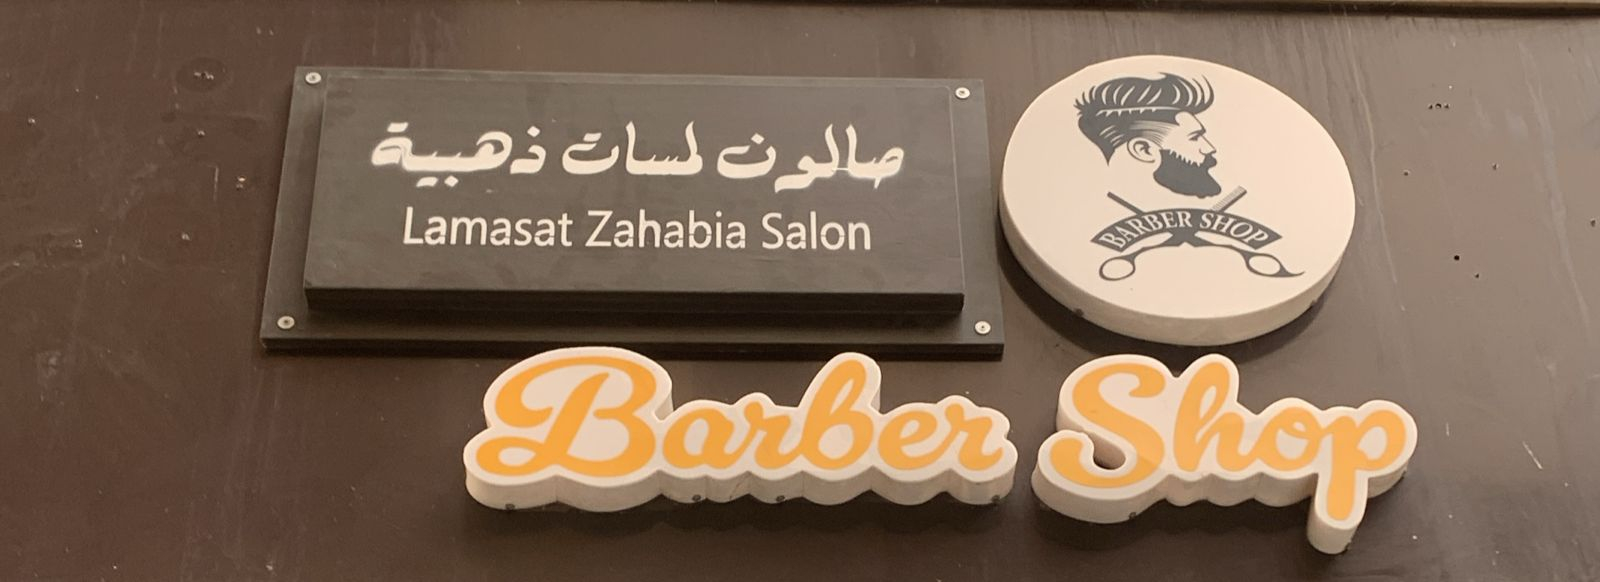 صالون لمسات ذهبية
Lamasat Zahabia Salon
BARBER SHOP
Barber Shop